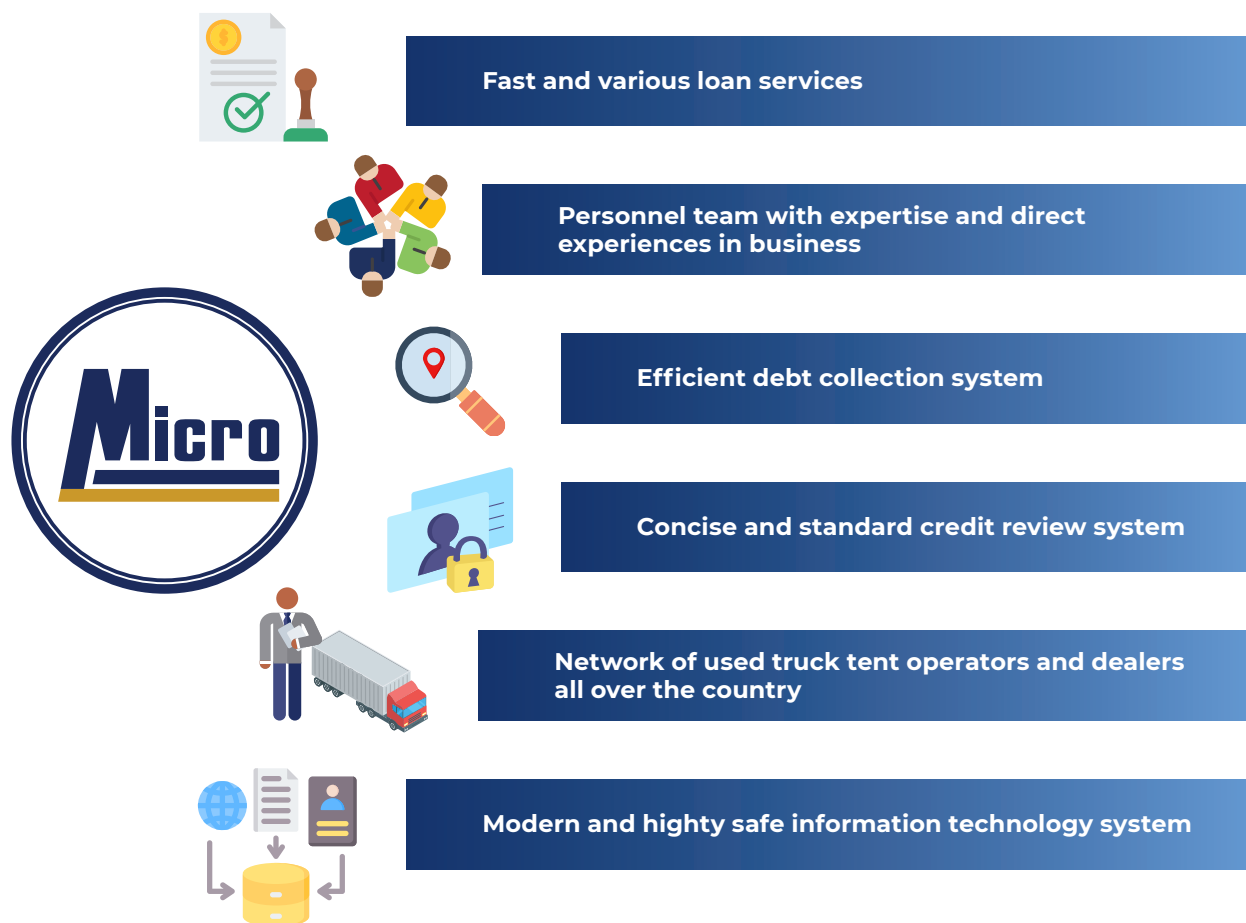 Fast and various loan services
Personnel team with expertise and direct
experiences in business
Micro
Efficient debt collection system
Concise and standard credit review system
Network of used truck tent operators and dealers
all over the country
Modern and highty safe information technology system